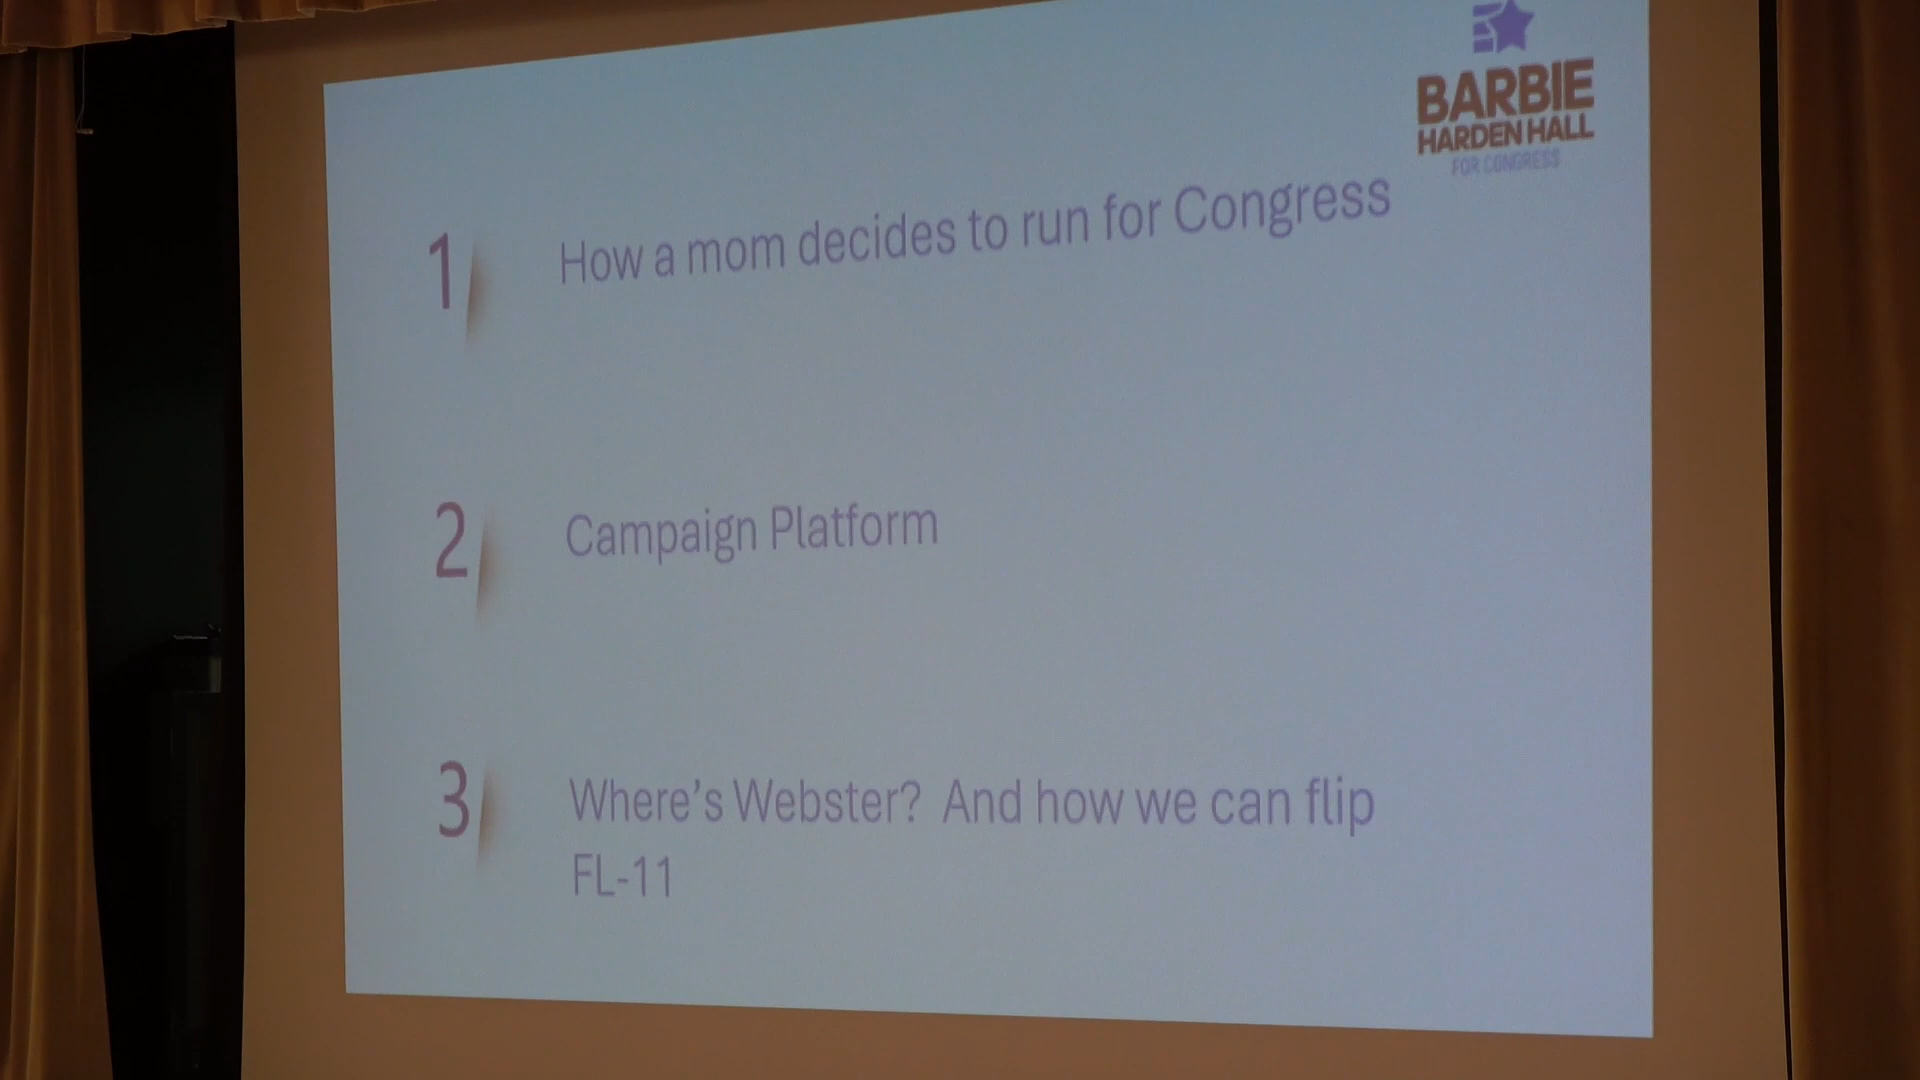 BARBIE
HARDEN HALL
FOR CONGRESS
1 How a mom decides to run for Congress
2 Campaign Platform
3 Where's Webster? And how we can flip
FL-11